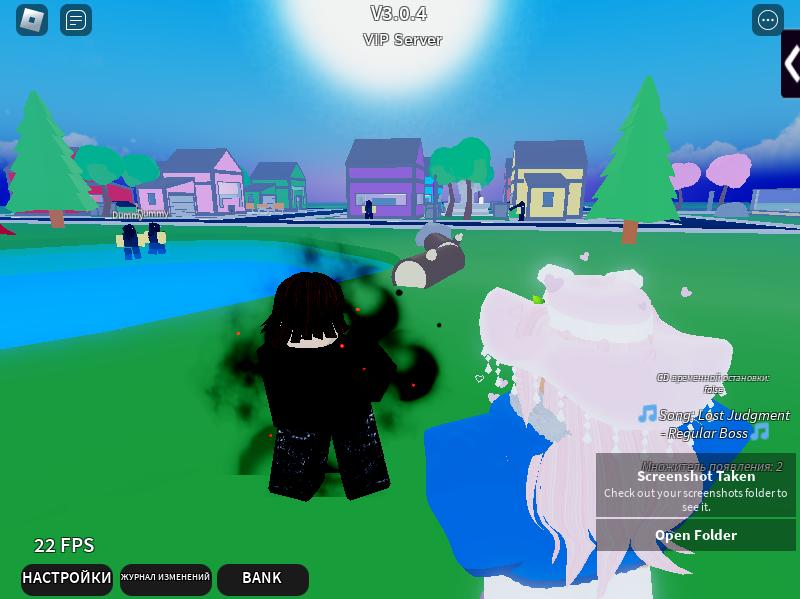 V3.0.4
VIP Server
Dummy
CD временной остановки:
false
🎵Song: Lost Judgment
- Regular Boss🎵
Множитель появления: 2
Screenshot Taken
Check out your screenshots folder to
see it.
Open Folder
22 FPS
НАСТРОЙКИ
ЖУРНАЛ ИЗМЕНЕНИЙ
BANK